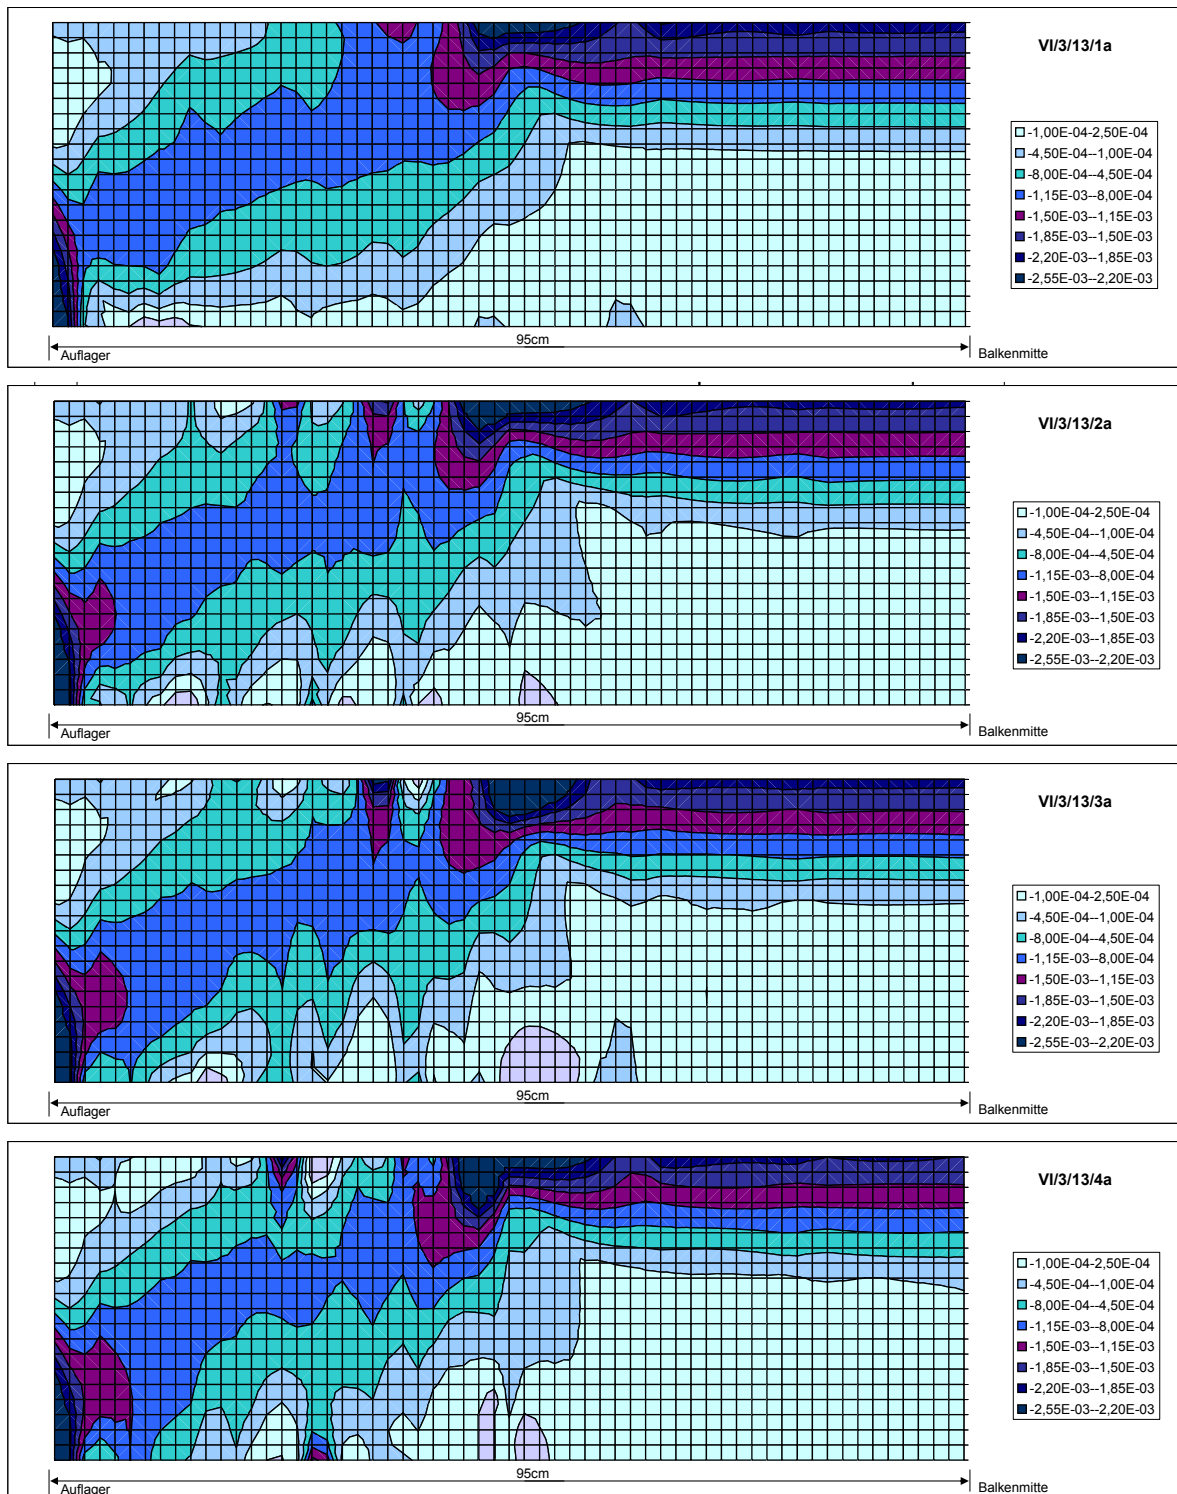 VI/3/13/1a
-1,00E-04-2,50E-04
-4,50E-04--1,00E-04
-8,00E-04--4,50E-04
-1,15E-03--8,00E-04
-1,50E-03--1,15E-03
-1,85E-03--1,50E-03
-2,20E-03--1,85E-03
-2,55E-03--2,20E-03
95cm
Auflager
Balkenmitte
VI/3/13/2a
-1,00E-04-2,50E-04
-4,50E-04--1,00E-04
-8,00E-04--4,50E-04
-1,15E-03--8,00E-04
-1,50E-03--1,15E-03
-1,85E-03--1,50E-03
-2,20E-03--1,85E-03
-2,55E-03--2,20E-03
95cm
Auflager
Balkenmitte
VI/3/13/3a
-1,00E-04-2,50E-04
-4,50E-04--1,00E-04
-8,00E-04--4,50E-04
-1,15E-03--8,00E-04
-1,50E-03--1,15E-03
-1,85E-03--1,50E-03
-2,20E-03--1,85E-03
-2,55E-03--2,20E-03
95cm
Auflager
Balkenmitte
VI/3/13/4a
-1,00E-04-2,50E-04
-4,50E-04--1,00E-04
-8,00E-04--4,50E-04
-1,15E-03--8,00E-04
-1,50E-03--1,15E-03
-1,85E-03--1,50E-03
-2,20E-03--1,85E-03
-2,55E-03--2,20E-03
95cm
Auflager
Balkenmitte